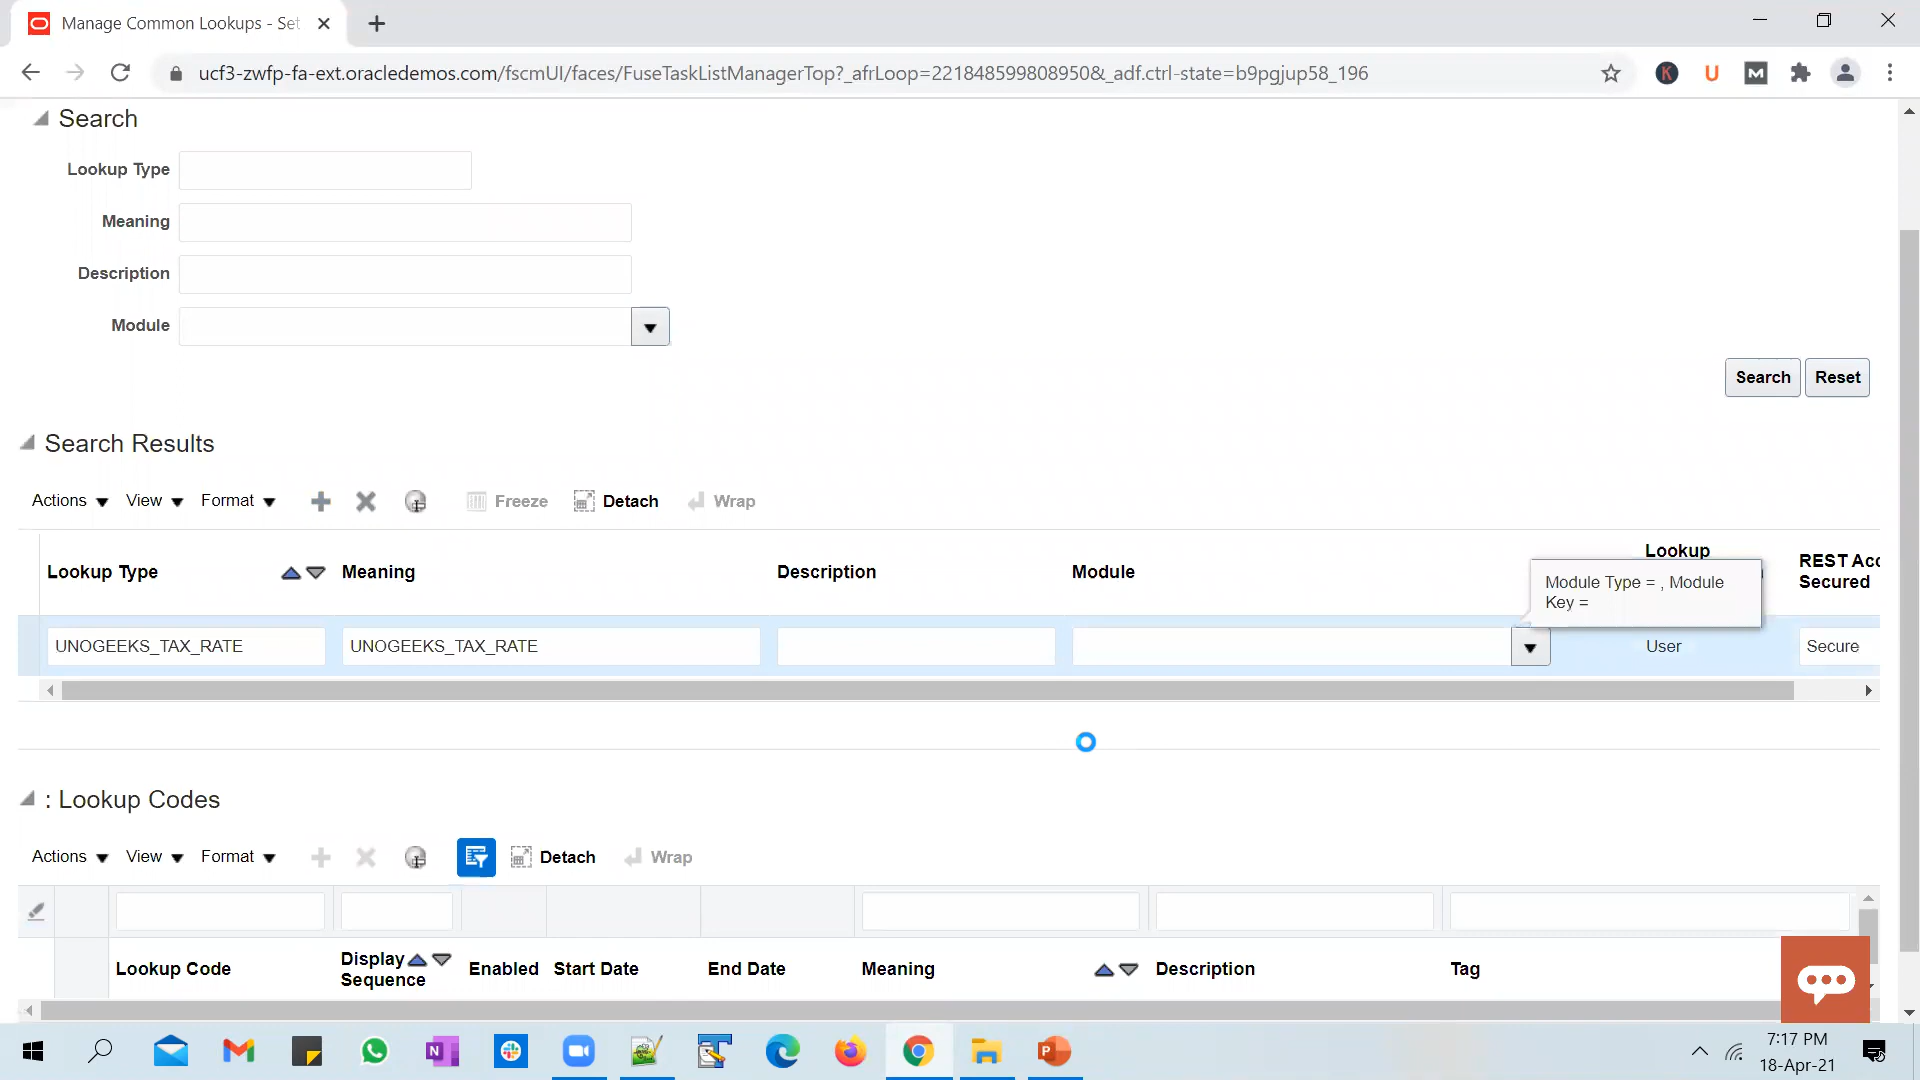 Manage Common Lookups - Set
ucf3-zwfp-fa-ext.oracledemos.com/fscmUI/faces/FuseTaskListManagerTop?_afrLoop=221848599808950&_adf.ctrl-state=b9pgjup58_196
Search
Lookup Type
Meaning
Description
Module
Search Reset
Search Results
Actions View Format Freeze Detach Wrap
Lookup Type Meaning Description Module Lookup REST Acc
Secured
Module Type = , Module
Key =
UNOGEEKS_TAX_RATE UNOGEEKS_TAX_RATE User Secure
: Lookup Codes
Actions View Format Detach Wrap
Lookup Code Display Sequence Enabled Start Date End Date Meaning Description Tag
7:17 PM
18-Apr-21